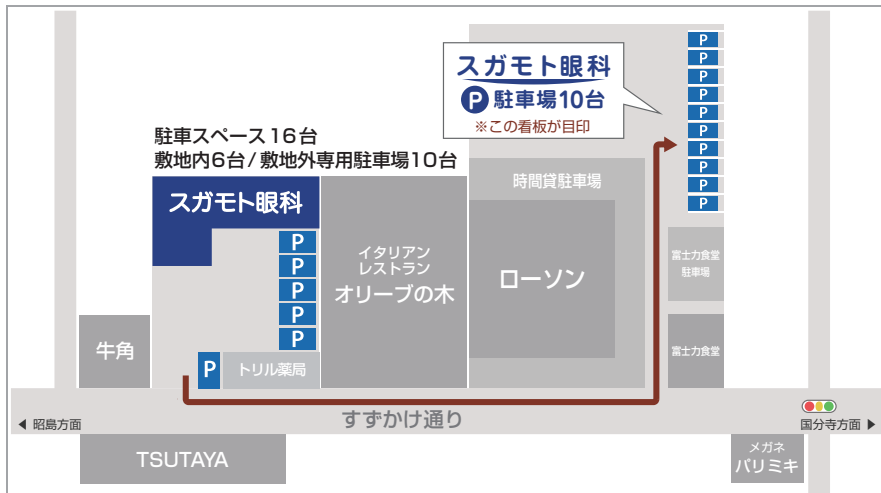 スガモト眼科
P 駐車場10台
※この看板が目印
駐車スペース16台
敷地内6台/敷地外専用駐車場10台
スガモト眼科
P
P
P
P
P
P
トリル薬局
牛角
イタリアン
レストラン
オリーブの木
時間貸駐車場
ローソン
P
P
P
P
P
P
P
P
P
P
富士力食堂
駐車場
富士力食堂
◀ 昭島方面
すずかけ通り
国分寺方面 ▶
TSUTAYA
メガネ
パリミキ